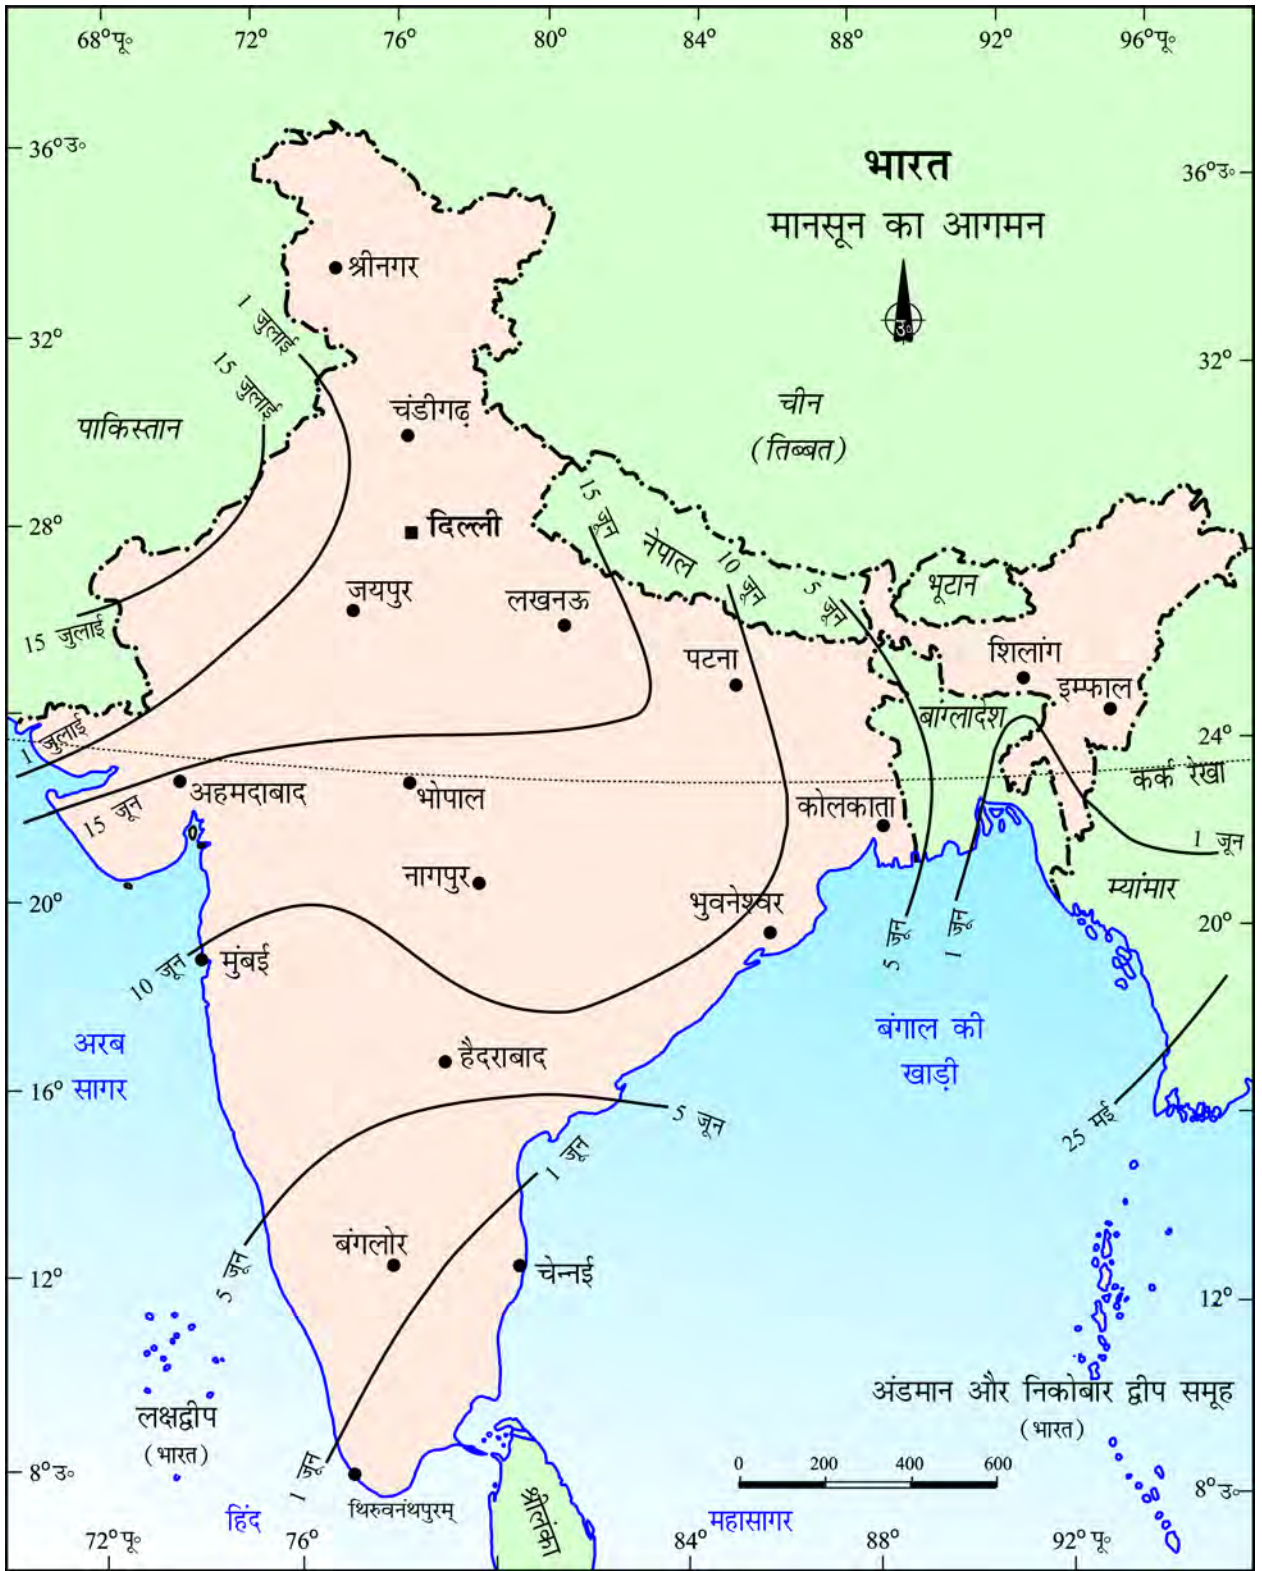 68°पू॰
72°
76°
80°
84°
88°
92°
96°पू॰
36°उ॰
भारत
36°उ॰
मानसून का आगमन
श्रीनगर
उ॰
1 जुलाई
32°
32°
15 जुलाई
चंडीगढ़
पाकिस्तान
चीन
(तिब्बत)
28°
दिल्ली
15 जून
नेपाल
10 जून
5 जून
भूटान
जयपुर
लखनऊ
15 जुलाई
पटना
शिलांग
इम्फाल
बांग्लादेश
1 जुलाई
24°
कर्क रेखा
15 जून
अहमदाबाद
भोपाल
कोलकाता
1 जून
नागपुर
म्यांमार
20°
भुवनेश्वर
20°
5 जून
1 जून
10 जून
मुंबई
अरब
सागर
बंगाल की
खाड़ी
हैदराबाद
16°
5 जून
25 मई
1 जून
बंगलोर
चेन्नई
5 जून
12°
12°
लक्षद्वीप
(भारत)
अंडमान और निकोबार द्वीप समूह
(भारत)
8°उ॰
1 जून
0 200 400 600
8°उ॰
थिरुवनंथपुरम्
श्रीलंका
हिंद
महासागर
72°पू॰
76°
84°
88°
92°पू॰